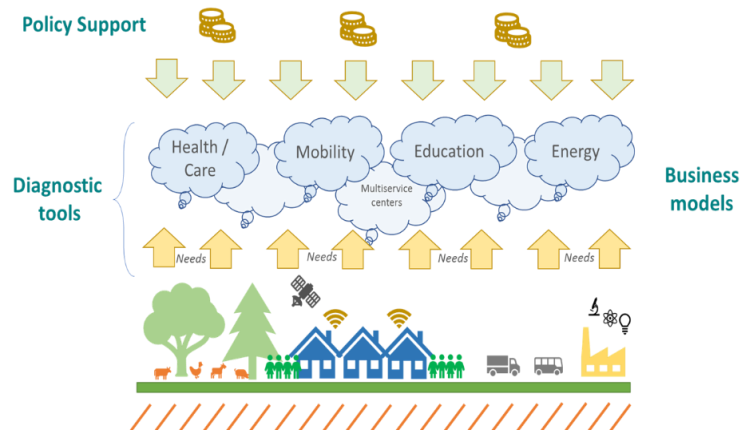 Policy Support
Health /
Care
Mobility
Education
Energy
Multiservice
centers
Diagnostic
tools
Business
models
Needs
Needs
Needs
Needs